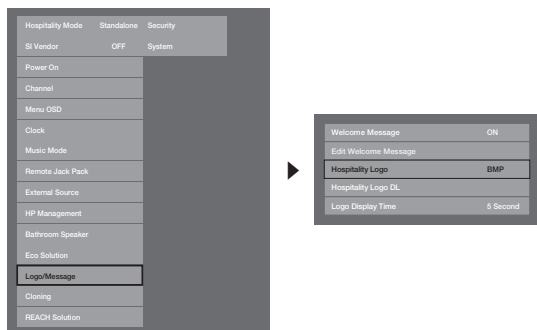 Hospitality Mode Standalone Security
SI Vendor OFF System
Power On
Channel
Menu OSD
Clock
Music Mode
Remote Jack Pack
External Source
HP Management
Bathroom Speaker
Eco Solution
Logo/Message
Cloning
REACH Solution
Welcome Message ON
Edit Welcome Message
Hospitality Logo BMP
Hospitality Logo DL
Logo Display Time 5 Second